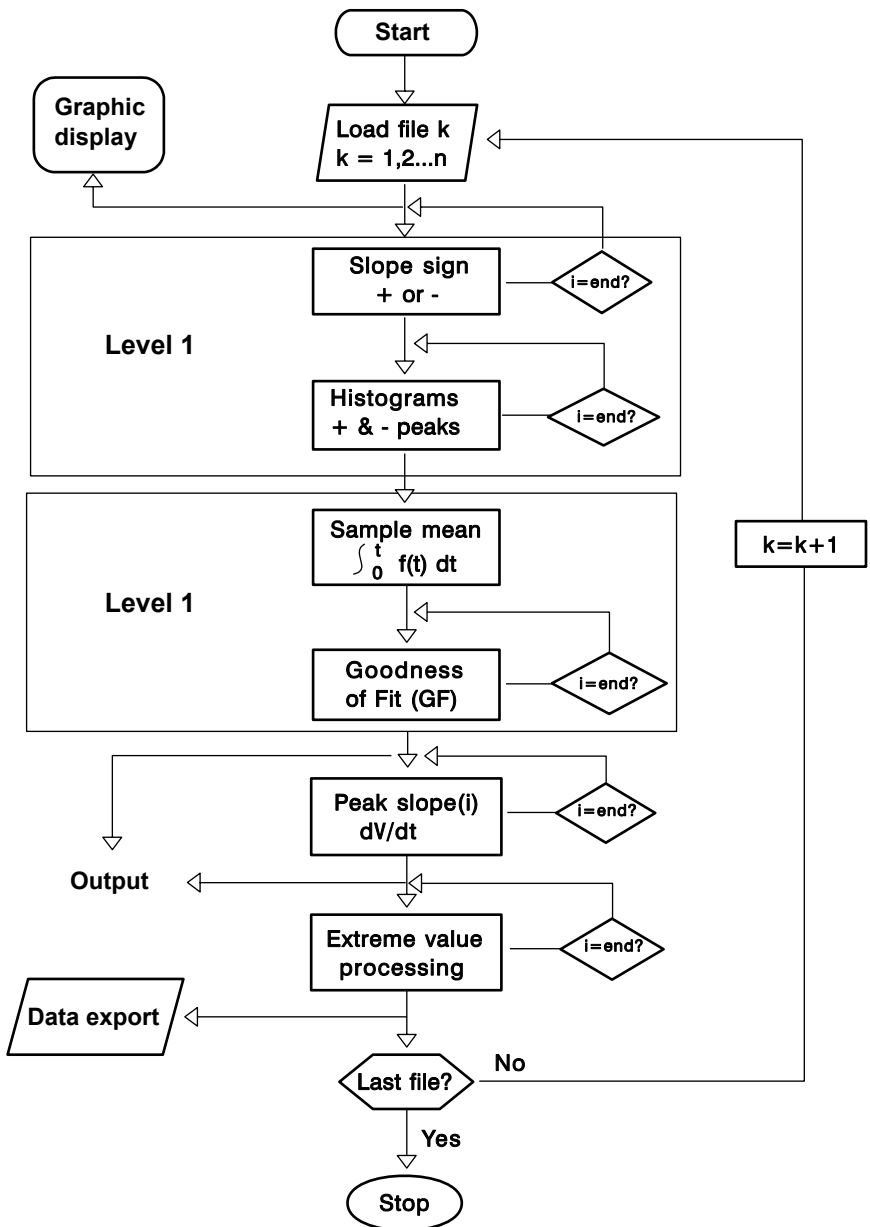 Start
Graphic
display
Load file k
k = 1,2...n
Slope sign
+ or -
i=end?
Level 1
Histograms
+ & - peaks
i=end?
Sample mean
∫ t 0 f(t) dt
k=k+1
Level 1
Goodness
of Fit (GF)
i=end?
Peak slope(i)
dV/dt
i=end?
Output
Extreme value
processing
i=end?
Data export
Last file?
No
Yes
Stop